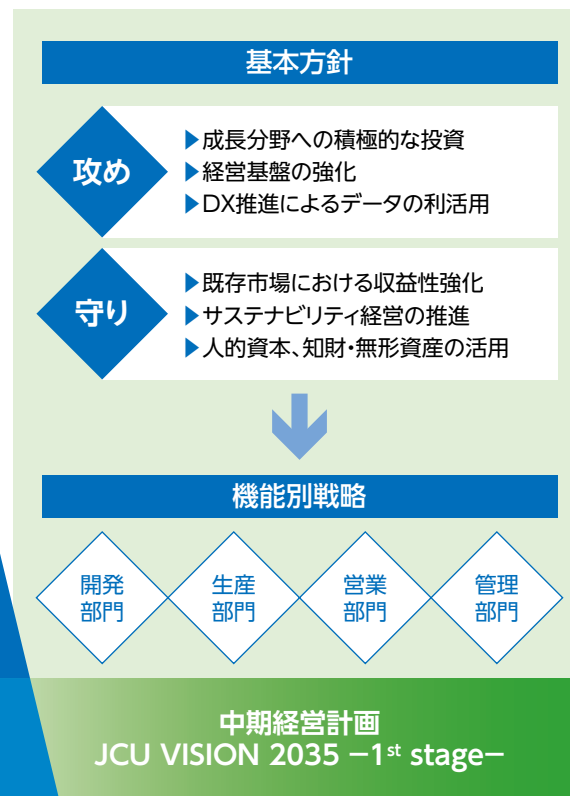 基本方針
攻め
▶成長分野への積極的な投資
▶経営基盤の強化
▶DX推進によるデータの利活用
守り
▶既存市場における収益性強化
▶サステナビリティ経営の推進
▶人的資本、知財・無形資産の活用
機能別戦略
開発
部門
生産
部門
営業
部門
管理
部門
中期経営計画
JCU VISION 2035 −1st stage−